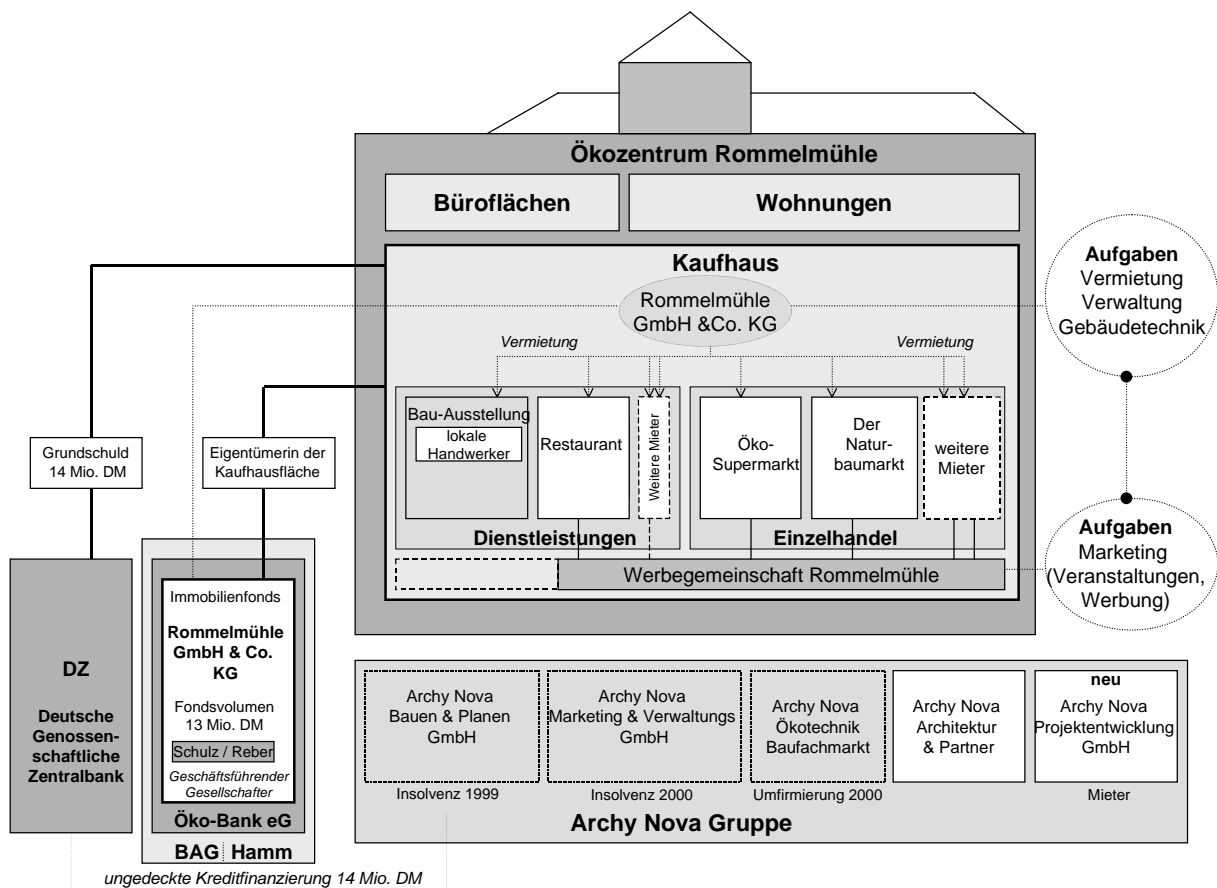 Ökozentrum Rommelmühle
Büroflächen
Wohnungen
Kaufhaus
Rommelmühle
GmbH &Co. KG
Vermietung
Vermietung
Bau-Ausstellung
lokale
Handwerker
Restaurant
Weitere Mieter
Öko-
Supermarkt
Der
Natur-
baumarkt
weitere
Mieter
Dienstleistungen
Einzelhandel
Werbegemeinschaft Rommelmühle
Aufgaben
Vermietung
Verwaltung
Gebäudetechnik
Aufgaben
Marketing
(Veranstaltungen,
Werbung)
Grundschuld
14 Mio. DM
Eigentümerin der
Kaufhausfläche
DZ
Deutsche
Genossen-
schaftliche
Zentralbank
Immobilienfonds
Rommelmühle
GmbH & Co.
KG
Fondsvolumen
13 Mio. DM
Schulz / Reber
Geschäftsführender
Gesellschafter
Öko-Bank eG
BAG Hamm
ungedeckte Kreditfinanzierung 14 Mio. DM
Archy Nova
Bauen & Planen
GmbH
Insolvenz 1999
Archy Nova
Marketing & Verwaltungs
GmbH
Insolvenz 2000
Archy Nova
Ökotechnik
Baufachmarkt
Umfirmierung 2000
Archy Nova
Architektur
& Partner
neu
Archy Nova
Projektentwicklung
GmbH
Mieter
Archy Nova Gruppe